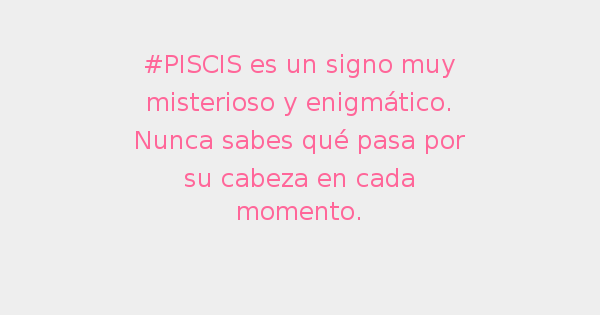 #PISCIS es un signo muy
misterioso y enigmático.
Nunca sabes qué pasa por
su cabeza en cada
momento.